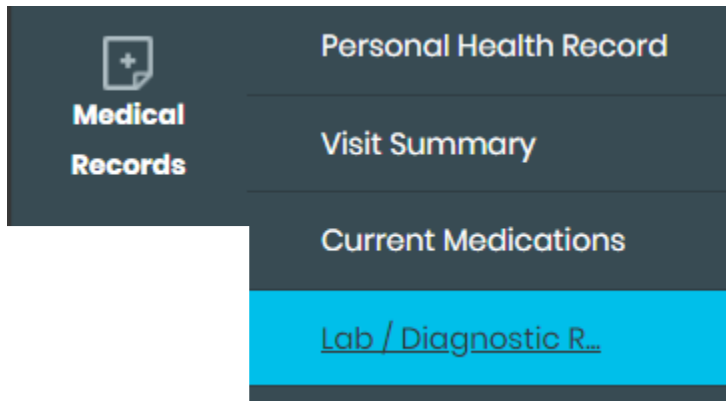 Medical
Records
Personal Health Record
Visit Summary
Current Medications
Lab / Diagnostic R...